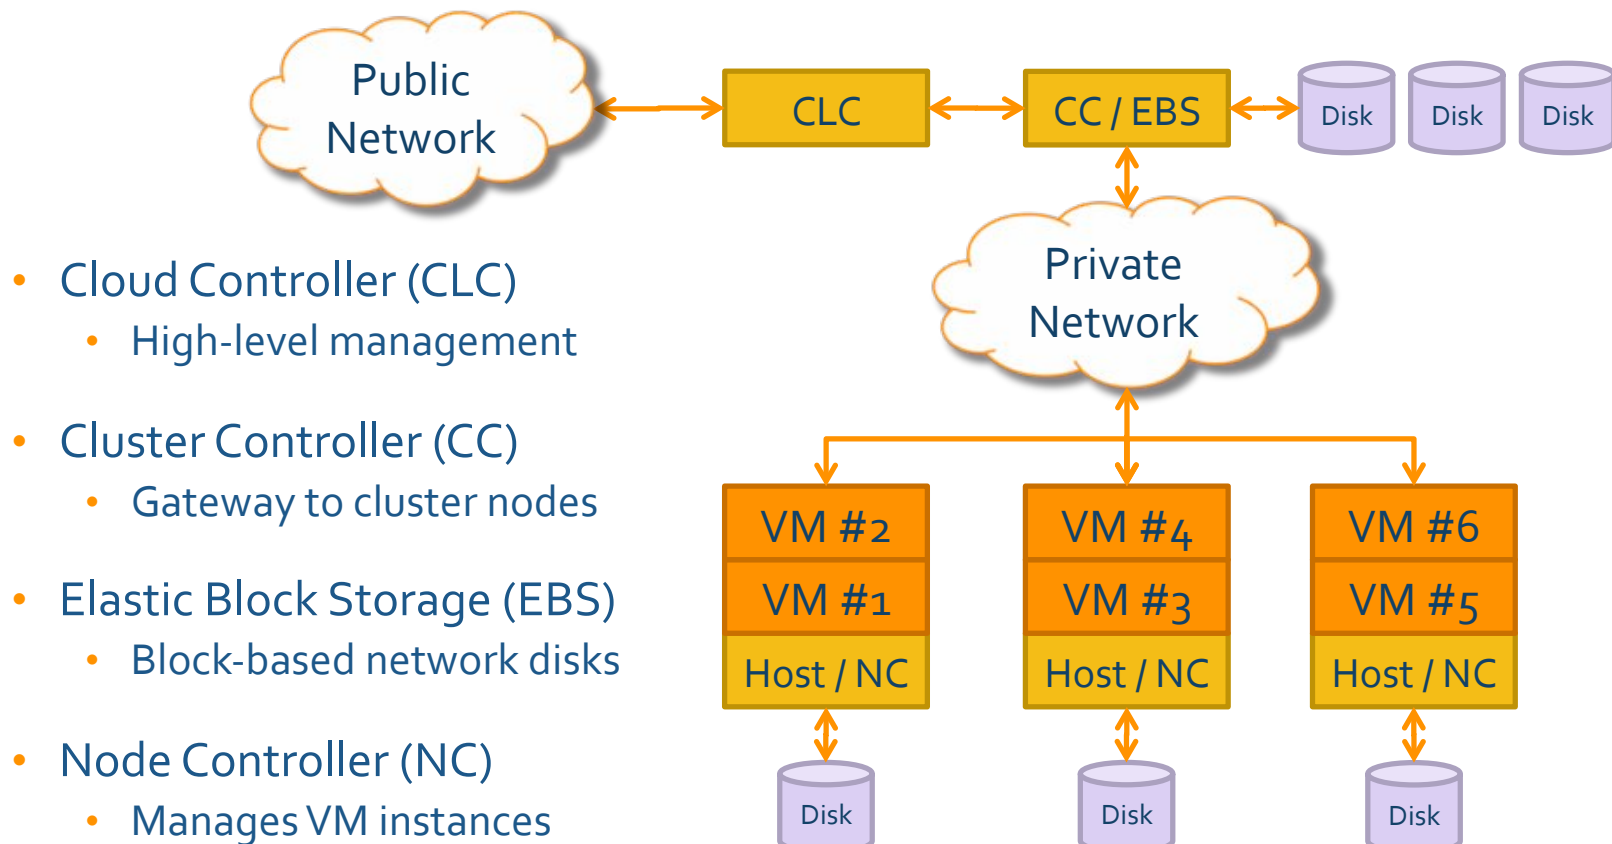 Public
Network
CLC
CC / EBS
Disk
Disk
Disk
Private
Network
• Cloud Controller (CLC)
• High-level management
• Cluster Controller (CC)
• Gateway to cluster nodes
• Elastic Block Storage (EBS)
• Block-based network disks
• Node Controller (NC)
• Manages VM instances
VM #2
VM #1
Host / NC
Disk
VM #4
VM #3
Host / NC
Disk
VM #6
VM #5
Host / NC
Disk